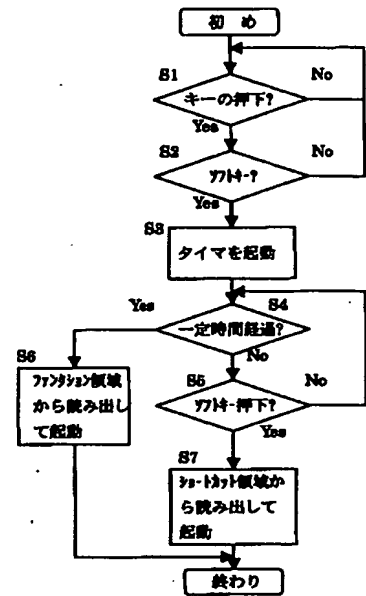 初め
S1
No
キーの押下?
Yes
S2
No
ソフトキー?
Yes
S3
タイマを起動
Yes
S4
一定時間経過?
No
S6
S5
No
ファンクション領域
から読み出し
て起動
ソフトキー押下?
Yes
S7
ショートカット領域か
ら読み出して
起動
終わり